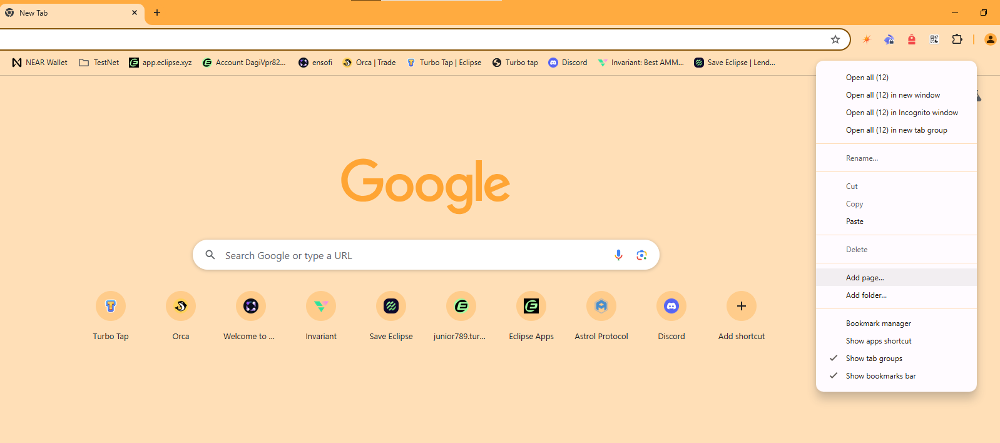 New Tab
NEAR Wallet
TestNet
app.eclipse.xyz
Account DagiVpr82...
ensofi
Orca | Trade
Turbo Tap | Eclipse
Turbo tap
Discord
Invariant: Best AMM...
Save Eclipse | Lend...
Open all (12)
Open all (12) in new window
Open all (12) in Incognito window
Open all (12) in new tab group
Rename...
Cut
Copy
Paste
Delete
Add page...
Add folder...
Bookmark manager
Show apps shortcut
Show tab groups
Show bookmarks bar
Google
Search Google or type a URL
Turbo Tap
Orca
Welcome to ...
Invariant
Save Eclipse
junior789.tur...
Eclipse Apps
Astrol Protocol
Discord
Add shortcut